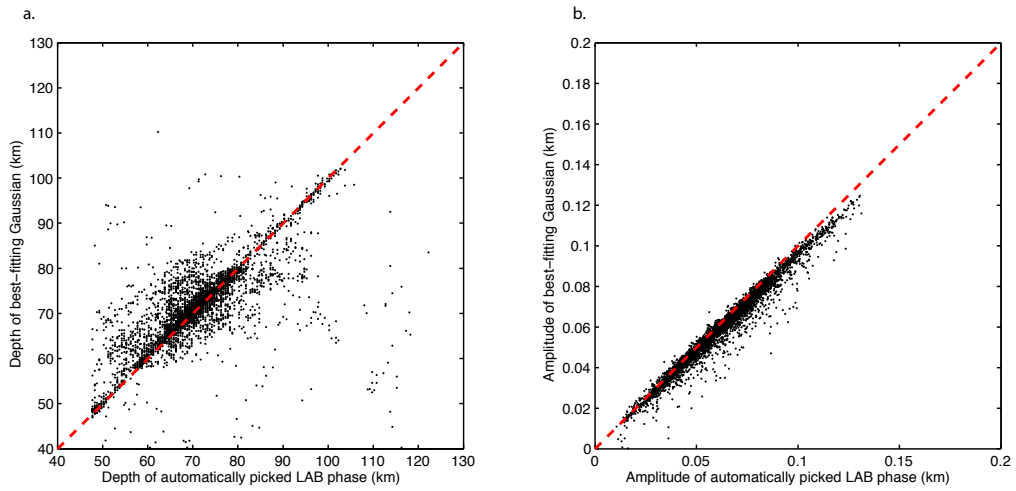 a.
130
120
110
100
90
80
70
60
50
40
Depth of best–fitting Gaussian (km)
40 50 60 70 80 90 100 110 120 130
Depth of automatically picked LAB phase (km)
b.
0.2
0.18
0.16
0.14
0.12
0.1
0.08
0.06
0.04
0.02
0
Amplitude of best–fitting Gaussian (km)
0 0.05 0.1 0.15 0.2
Amplitude of automatically picked LAB phase (km)